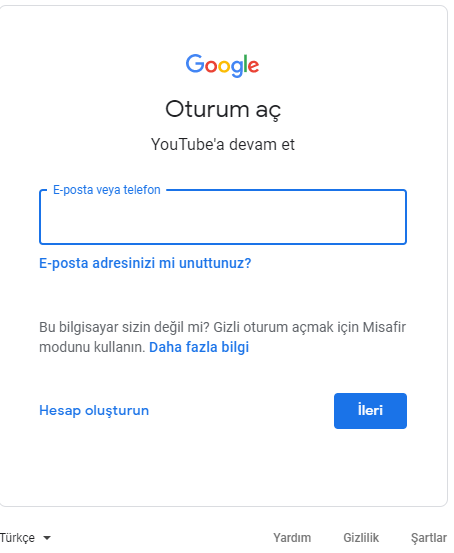 Google
Oturum aç
YouTube'a devam et
E-posta veya telefon
E-posta adresinizi mi unuttunuz?
Bu bilgisayar sizin değil mi? Gizli oturum açmak için Misafir
modunu kullanın. Daha fazla bilgi
Hesap oluşturun
İleri
Türkçe
Yardım
Gizlilik
Şartlar